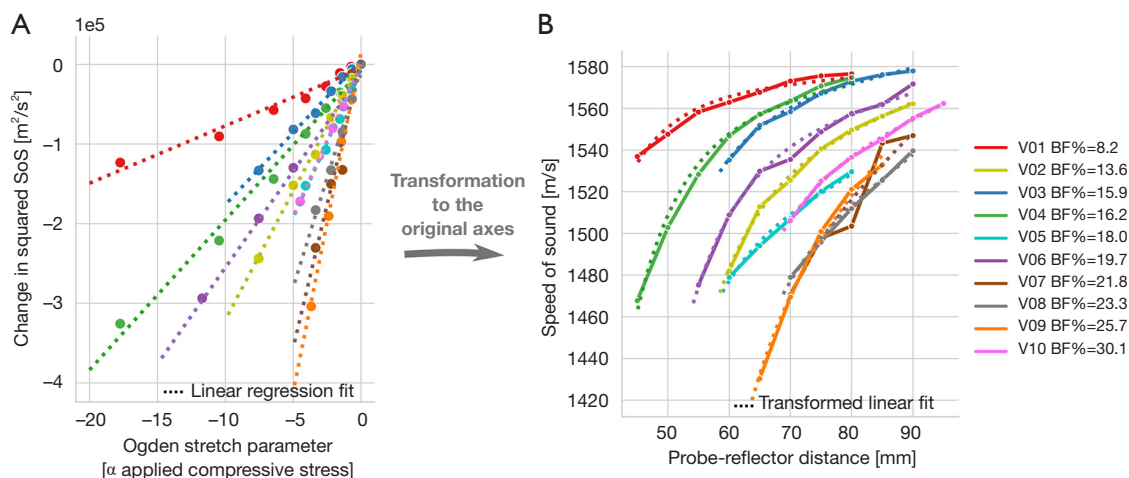 A
1e5
0
−1
−2
−3
−4
Change in squared SoS [m²/s²]
Linear regression fit
−20 −15 −10 −5 0
Ogden stretch parameter
[α applied compressive stress]
Transformation
to the
original axes
B
1580
1560
1540
1520
1500
1480
1460
1440
1420
Speed of sound [m/s]
Transformed linear fit
50 60 70 80 90
Probe-reflector distance [mm]
V01 BF%=8.2
V02 BF%=13.6
V03 BF%=15.9
V04 BF%=16.2
V05 BF%=18.0
V06 BF%=19.7
V07 BF%=21.8
V08 BF%=23.3
V09 BF%=25.7
V10 BF%=30.1